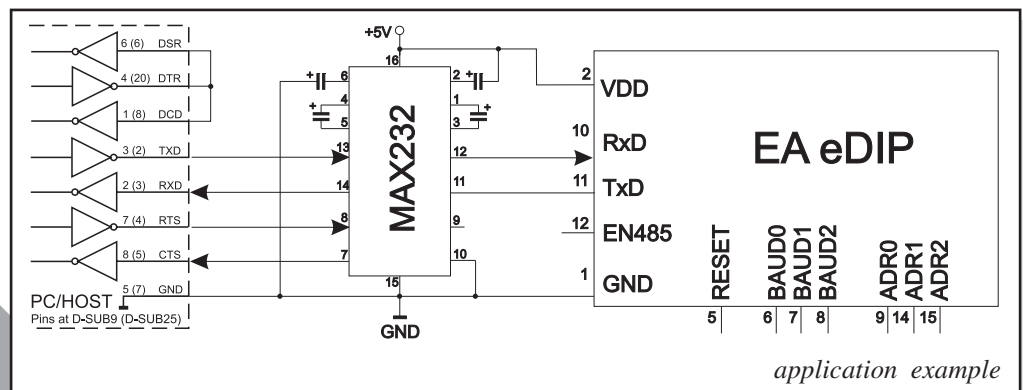 6 (6) DSR
4 (20) DTR
1 (8) DCD
3 (2) TXD
2 (3) RXD
7 (4) RTS
8 (5) CTS
5 (7) GND
PC/HOST
Pins at D-SUB9 (D-SUB25)
+5V
16
+ 6
2 +
4
1
+
+
5
3
13
12
14
11
8
9
7
10
15
MAX232
GND
2 VDD
10 RxD
11 TxD
12 EN485
1 GND
EA eDIP
RESET
BAUD0
BAUD1
BAUD2
ADR0
ADR1
ADR2
5
6
7
8
9
14
15
application example